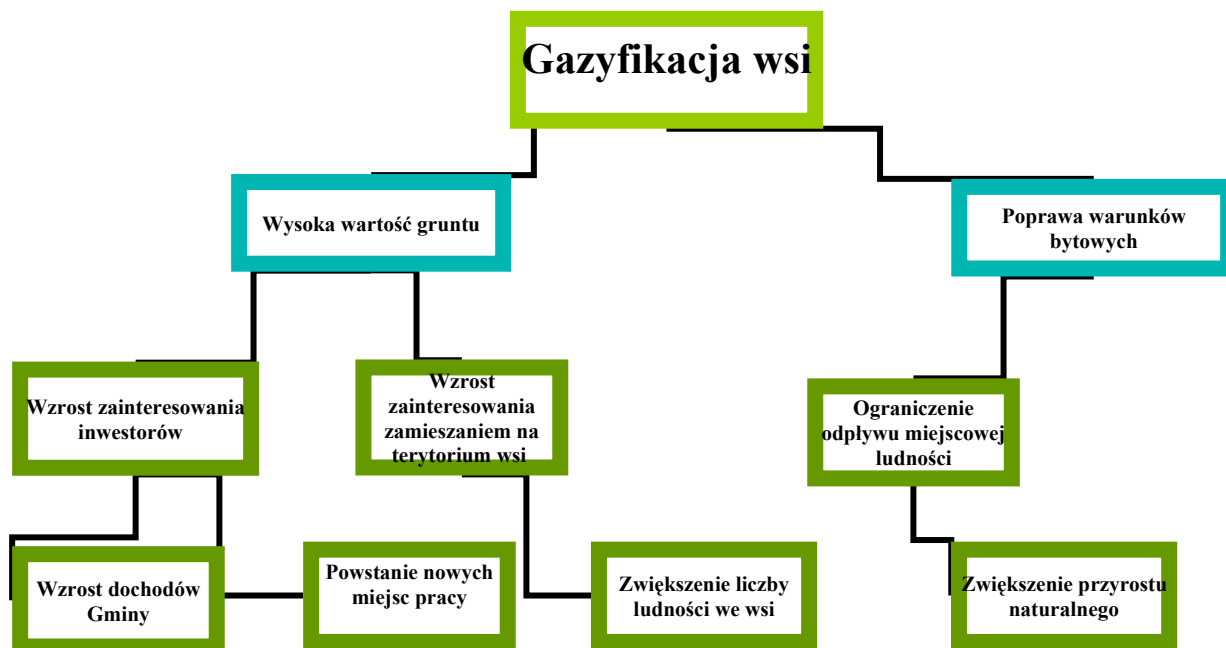 Gazyfikacja wsi
Wysoka wartość gruntu
Poprawa warunków
bytowych
Wzrost zainteresowania
inwestorów
Wzrost
zainteresowania
zamieszaniem na
terytorium wsi
Ograniczenie
odpływu miejscowej
ludności
Wzrost dochodów
Gminy
Powstanie nowych
miejsc pracy
Zwiększenie liczby
ludności we wsi
Zwiększenie przyrostu
naturalnego